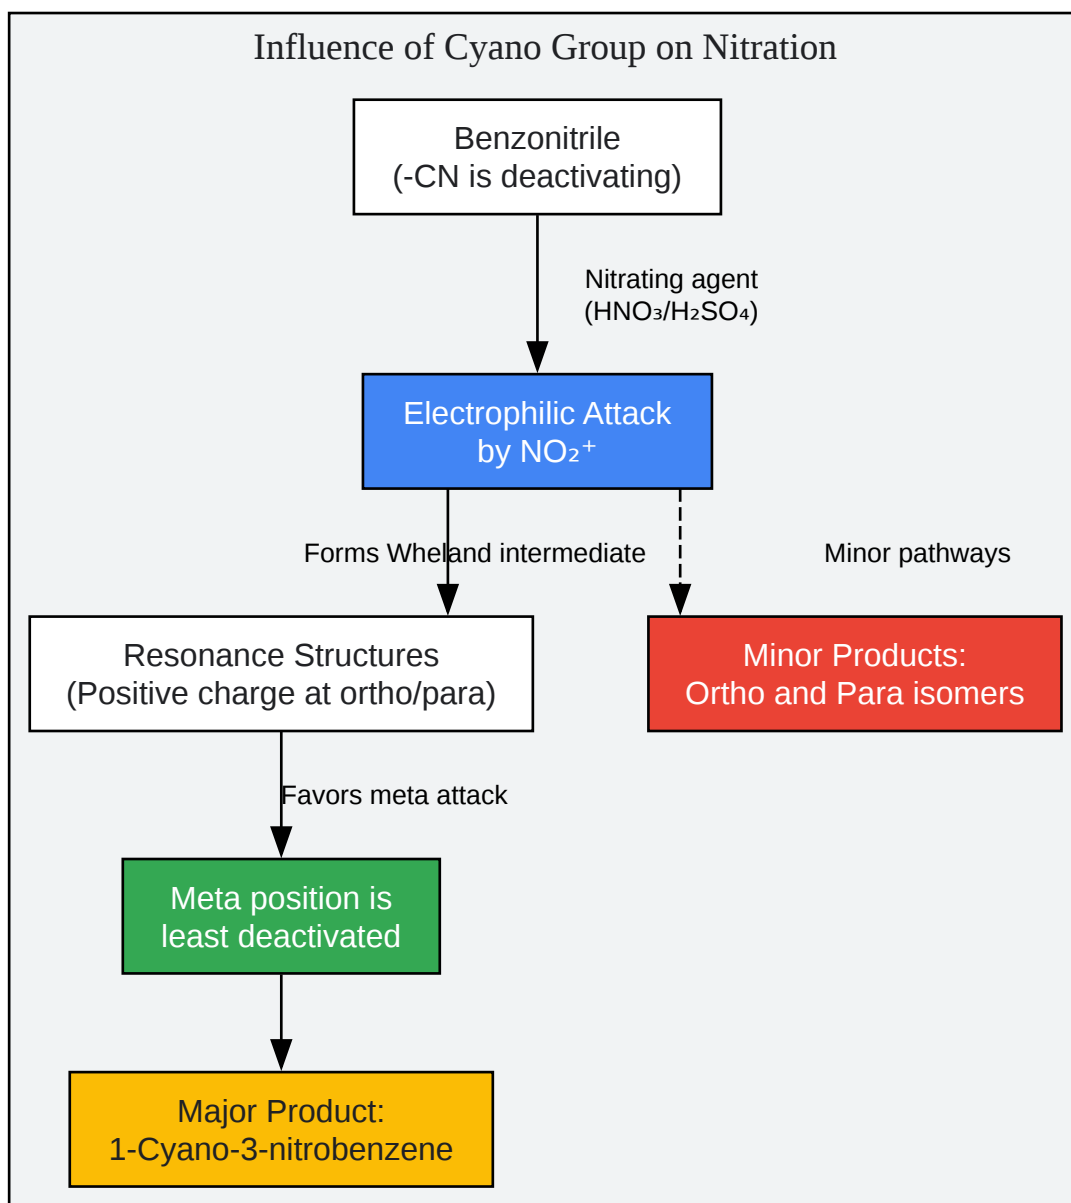 Influence of Cyano Group on Nitration
Benzonitrile
(-CN is deactivating)
Nitrating agent
(HNO₃/H₂SO₄)
Electrophilic Attack
by NO₂⁺
Forms Wheland intermediate
Minor pathways
Resonance Structures
(Positive charge at ortho/para)
Minor Products:
Ortho and Para isomers
Favors meta attack
Meta position is
least deactivated
Major Product:
1-Cyano-3-nitrobenzene